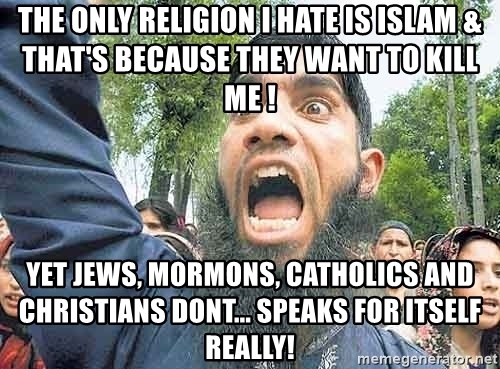 THE ONLY RELIGION I HATE IS ISLAM &
THAT'S BECAUSE THEY WANT TO KILL
ME !
YET JEWS, MORMONS, CATHOLICS AND
CHRISTIANS DONT... SPEAKS FOR ITSELF
REALLY!
memegenerator.net